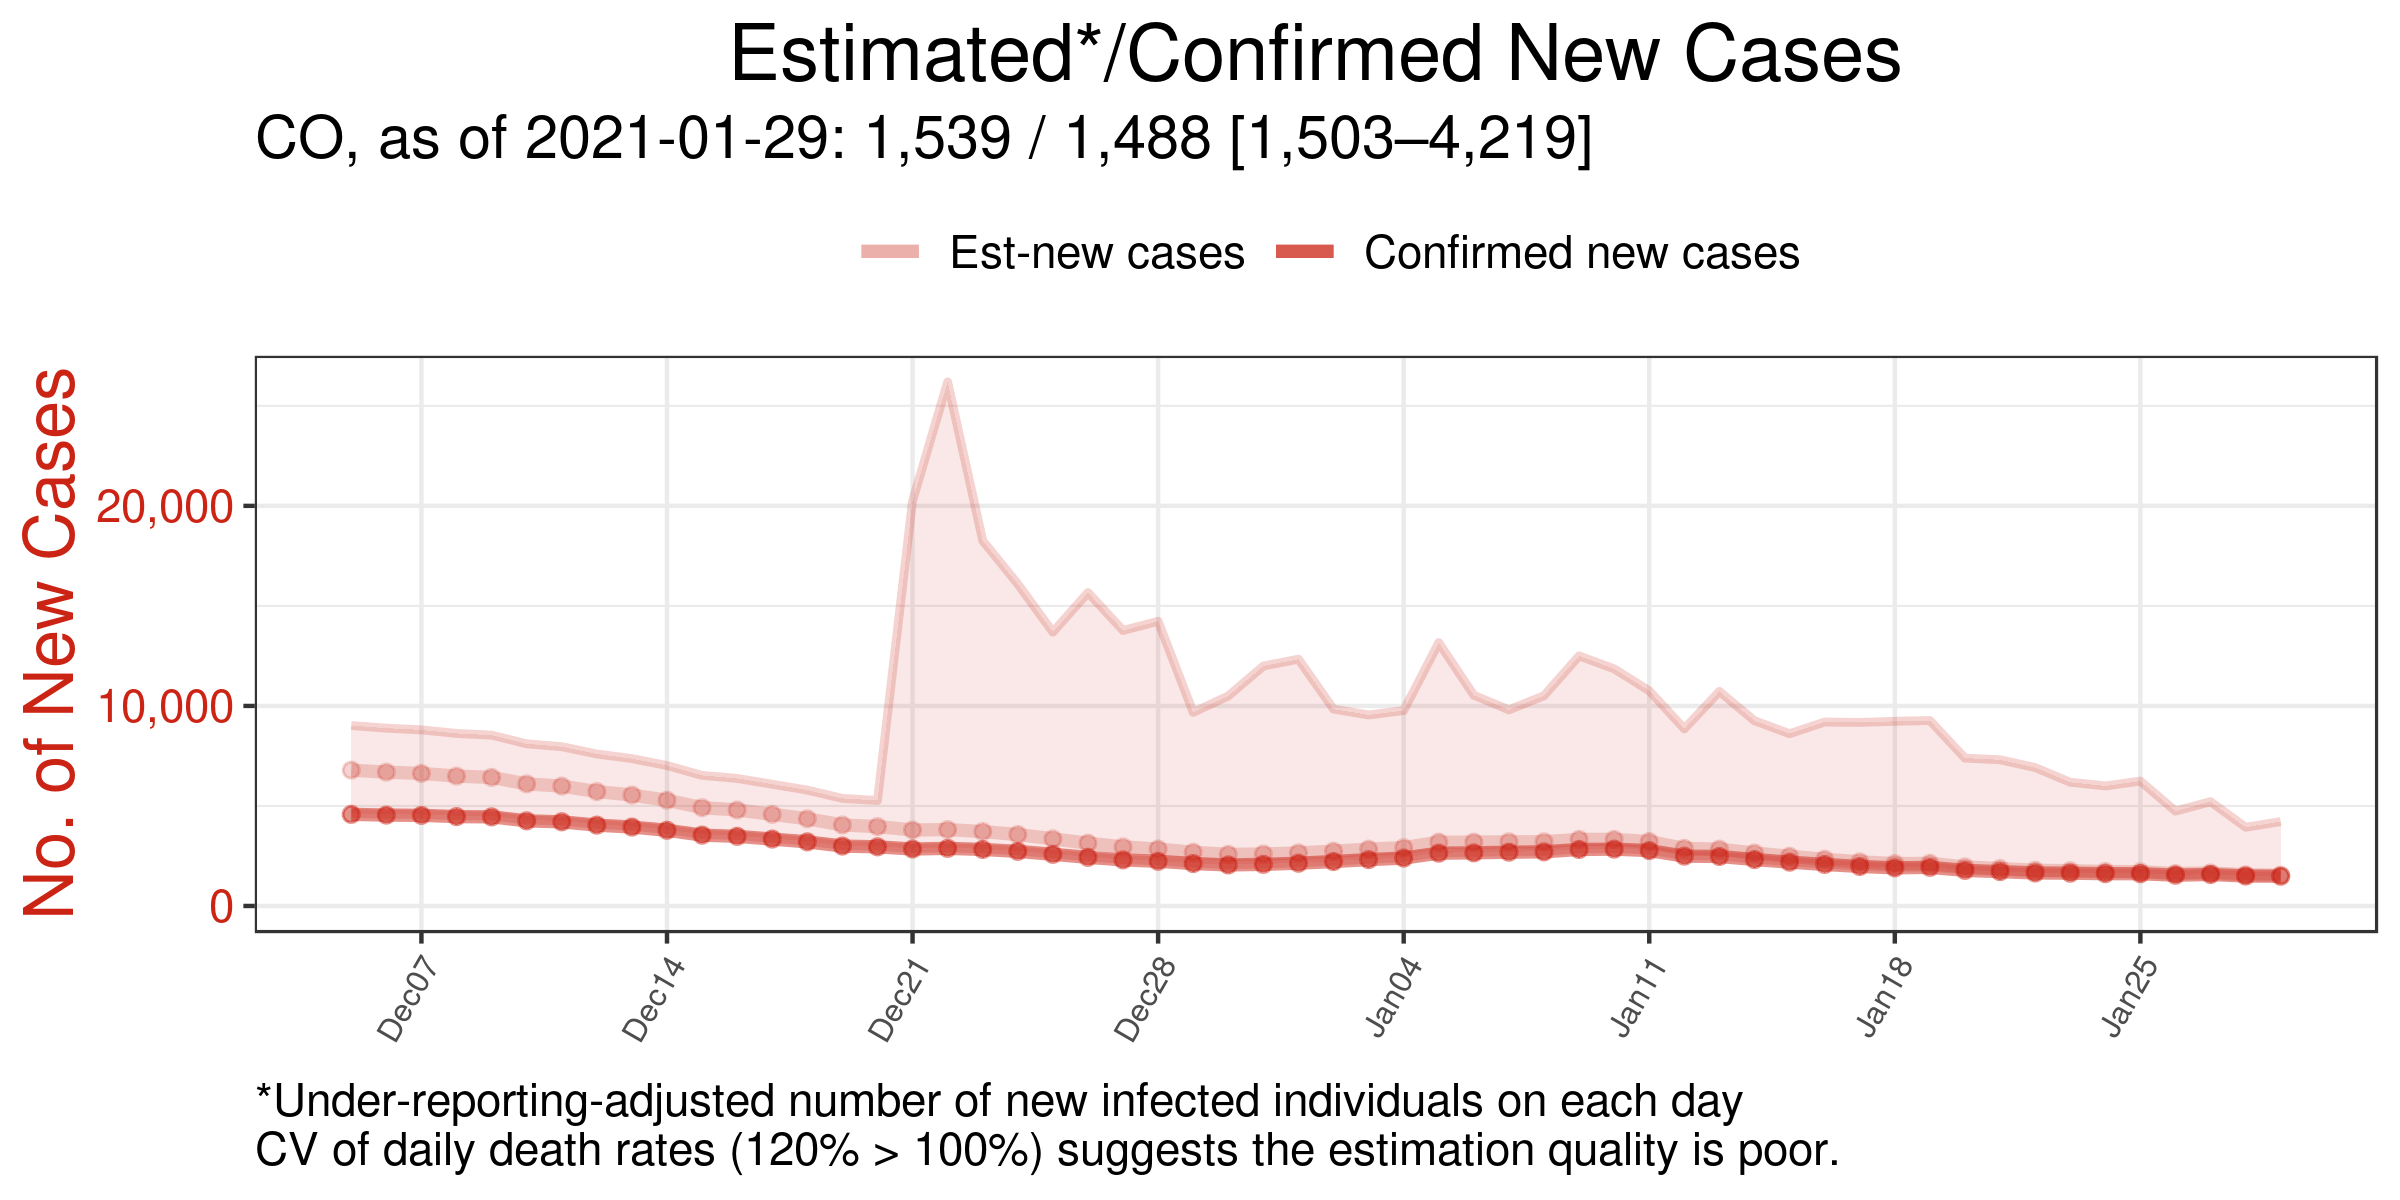 Estimated*/Confirmed New Cases
CO, as of 2021-01-29: 1,539 / 1,488 [1,503–4,219]
Est-new cases
Confirmed new cases
No. of New Cases
20,000
10,000
0
Dec07
Dec14
Dec21
Dec28
Jan04
Jan11
Jan18
Jan25
*Under-reporting-adjusted number of new infected individuals on each day
CV of daily death rates (120% > 100%) suggests the estimation quality is poor.